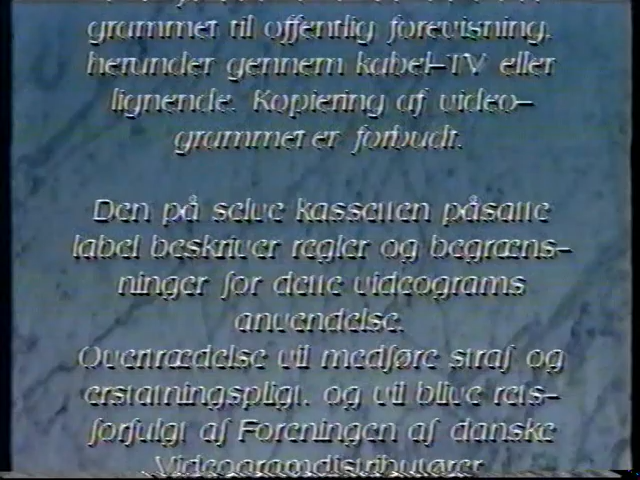 grammet til offentlig forevisning,
herunder gennem kabel-TV eller
lignende. Kopiering af video-
grammet er forbudt.
Den på selve kassetten påsatte
label beskriver regler og begræns-
ninger for dette videograms
anvendelse.
Overtrædelse vil medføre straf og
erstatningspligt, og vil blive rets-
forfulgt af Foreningen af danske
Videogramdistributører